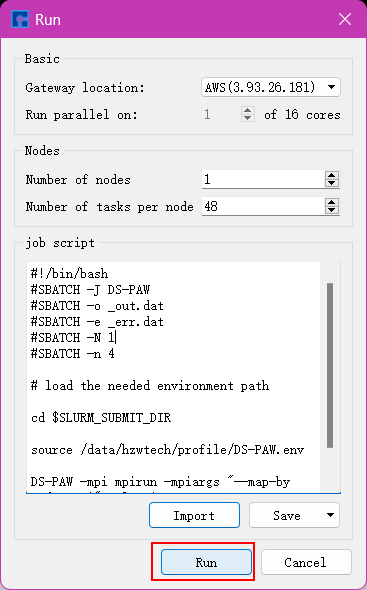 Run
Basic
Gateway location: AWS(3.93.26.181)
Run parallel on: 1 of 16 cores
Nodes
Number of nodes 1
Number of tasks per node 48
job script
#!/bin/bash
#SBATCH -J DS-PAW
#SBATCH -o _out.dat
#SBATCH -e _err.dat
#SBATCH -N 1
#SBATCH -n 4
# load the needed environment path
cd $SLURM_SUBMIT_DIR
source /data/hzwtech/profile/DS-PAW.env
DS-PAW -mpi mpirun -mpiargs "--map-by
Import Save
Run Cancel